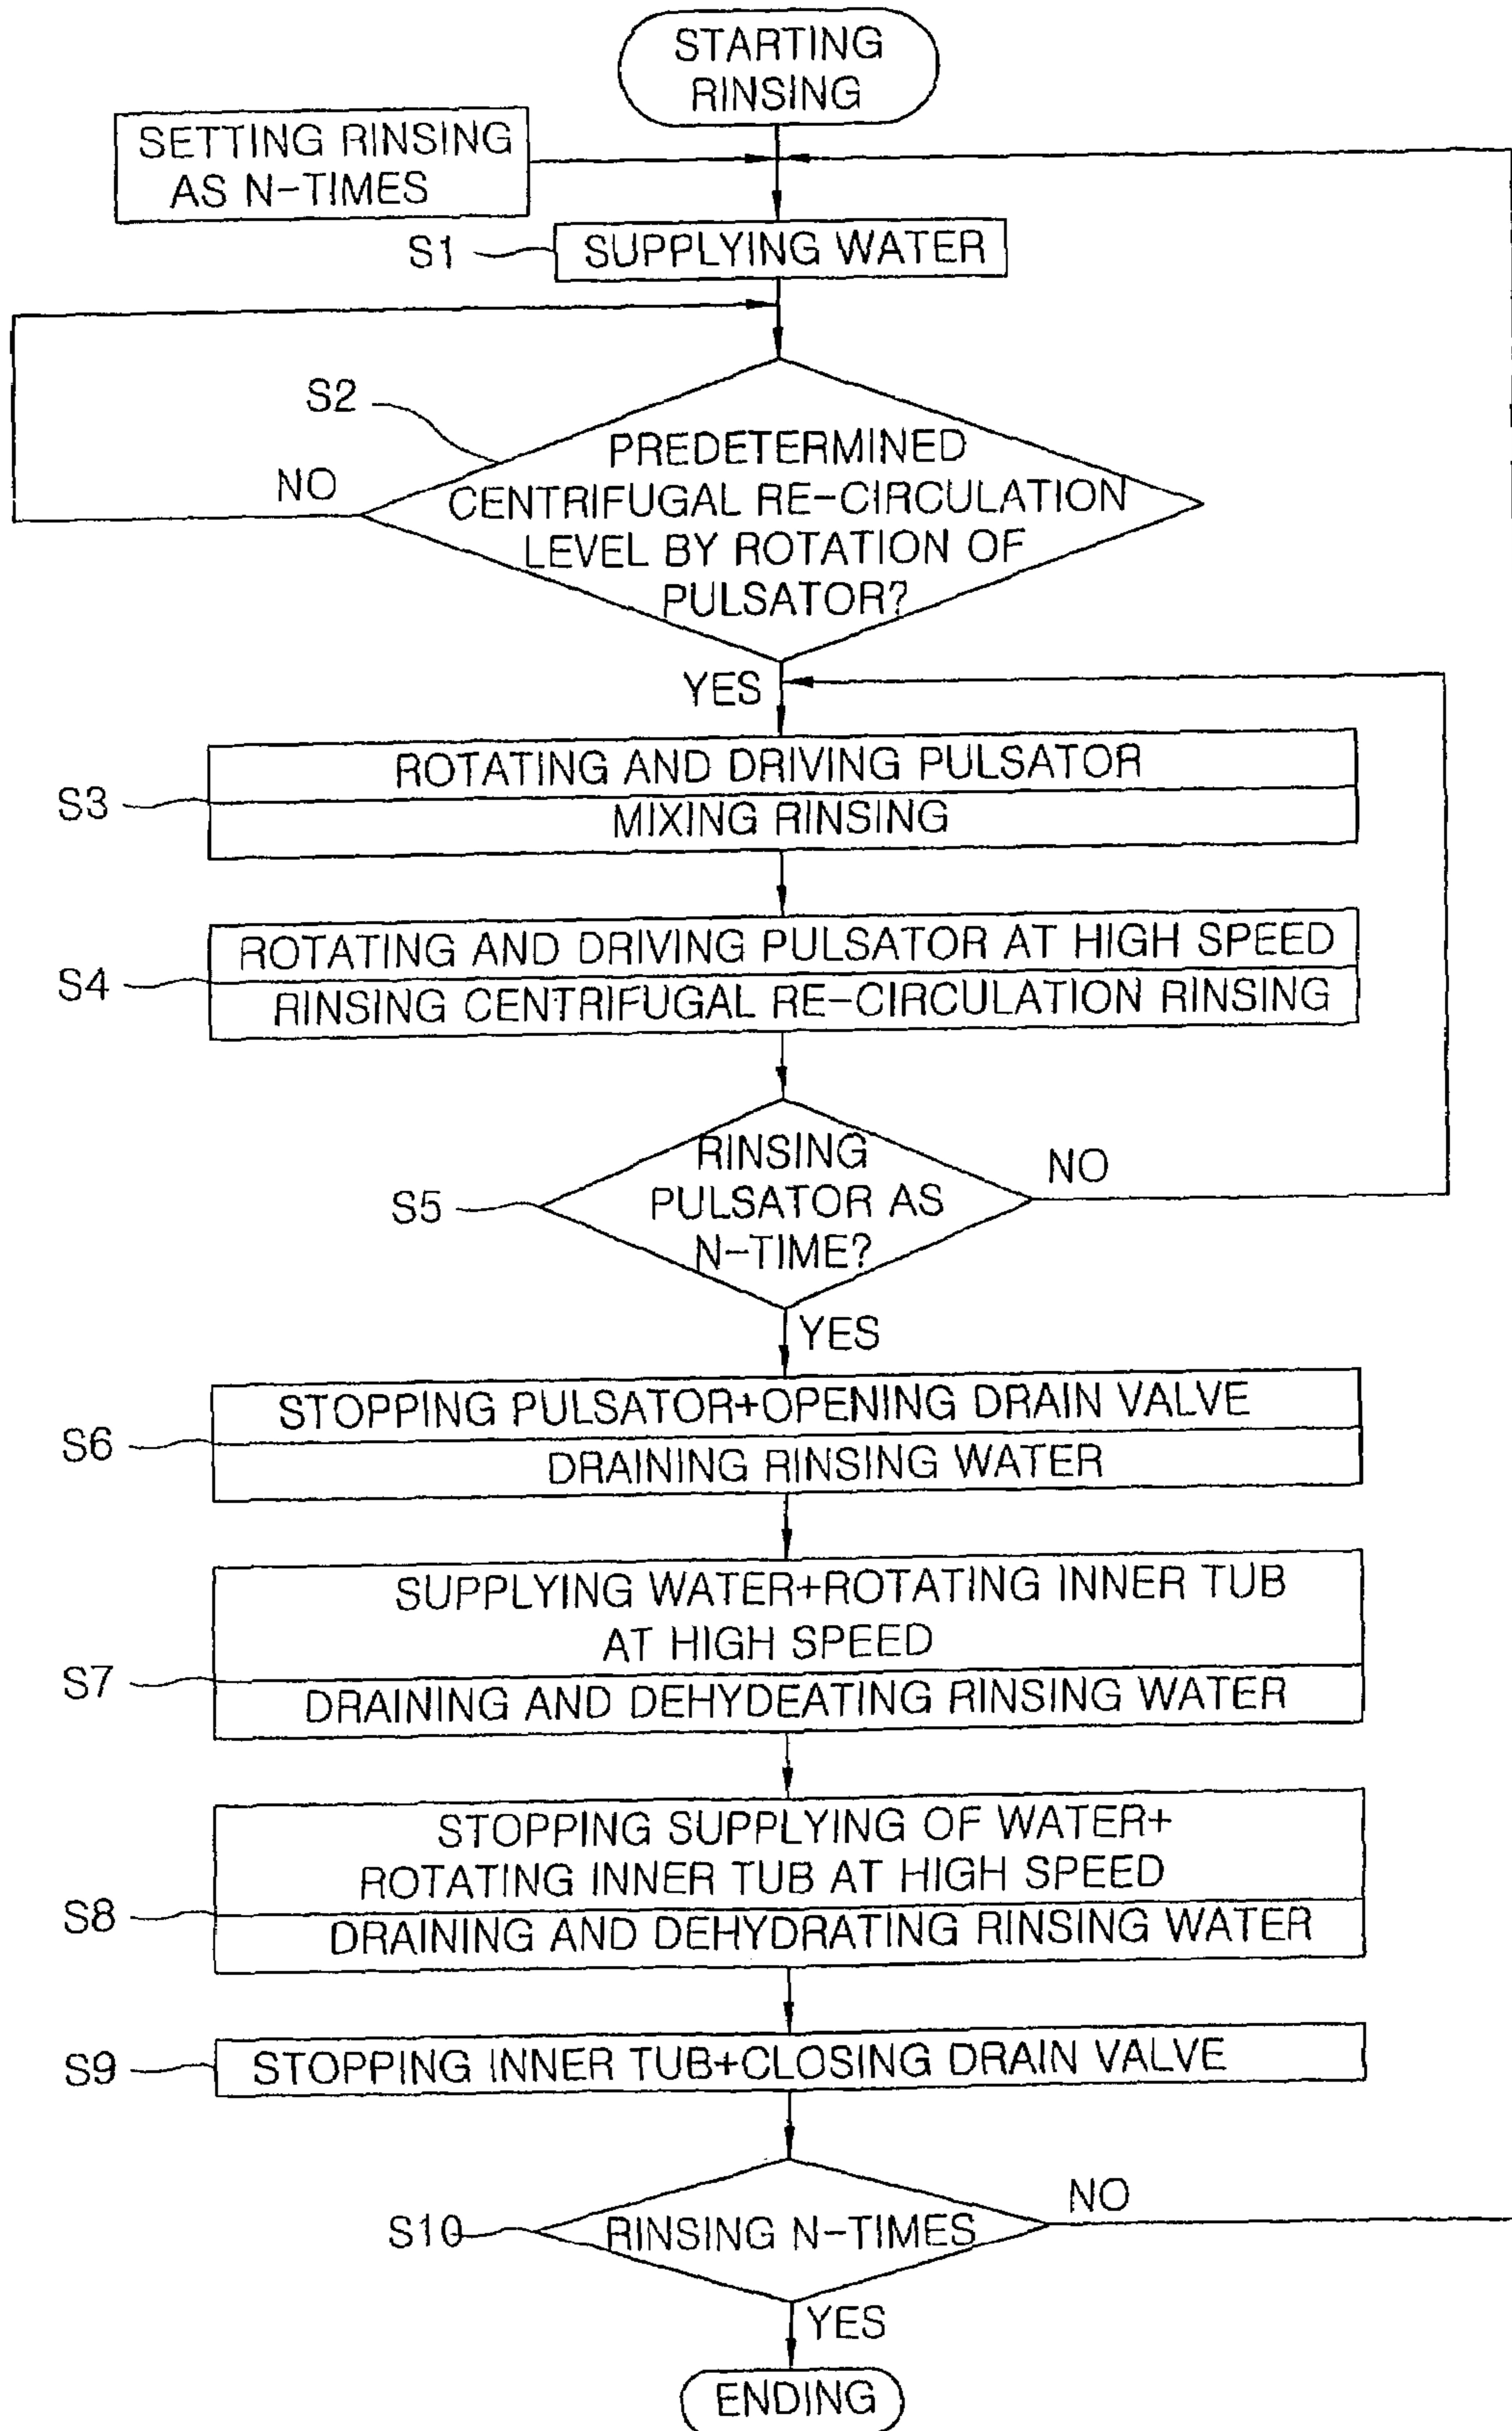 STARTING
RINSING
SETTING RINSING
AS N-TIMES
S1
SUPPLYING WATER
S2
PREDETERMINED
CENTRIFUGAL RE-CIRCULATION
LEVEL BY ROTATION OF
PULSATOR?
NO
YES
ROTATING AND DRIVING PULSATOR
S3
MIXING RINSING
ROTATING AND DRIVING PULSATOR AT HIGH SPEED
S4
RINSING CENTRIFUGAL RE-CIRCULATION RINSING
RINSING
PULSATOR AS
N-TIME?
S5
NO
YES
STOPPING PULSATOR+OPENING DRAIN VALVE
S6
DRAINING RINSING WATER
SUPPLYING WATER+ROTATING INNER TUB
AT HIGH SPEED
S7
DRAINING AND DEHYDEATING RINSING WATER
STOPPING SUPPLYING OF WATER+
ROTATING INNER TUB AT HIGH SPEED
S8
DRAINING AND DEHYDRATING RINSING WATER
S9
STOPPING INNER TUB+CLOSING DRAIN VALVE
S10
RINSING N-TIMES
NO
YES
ENDING